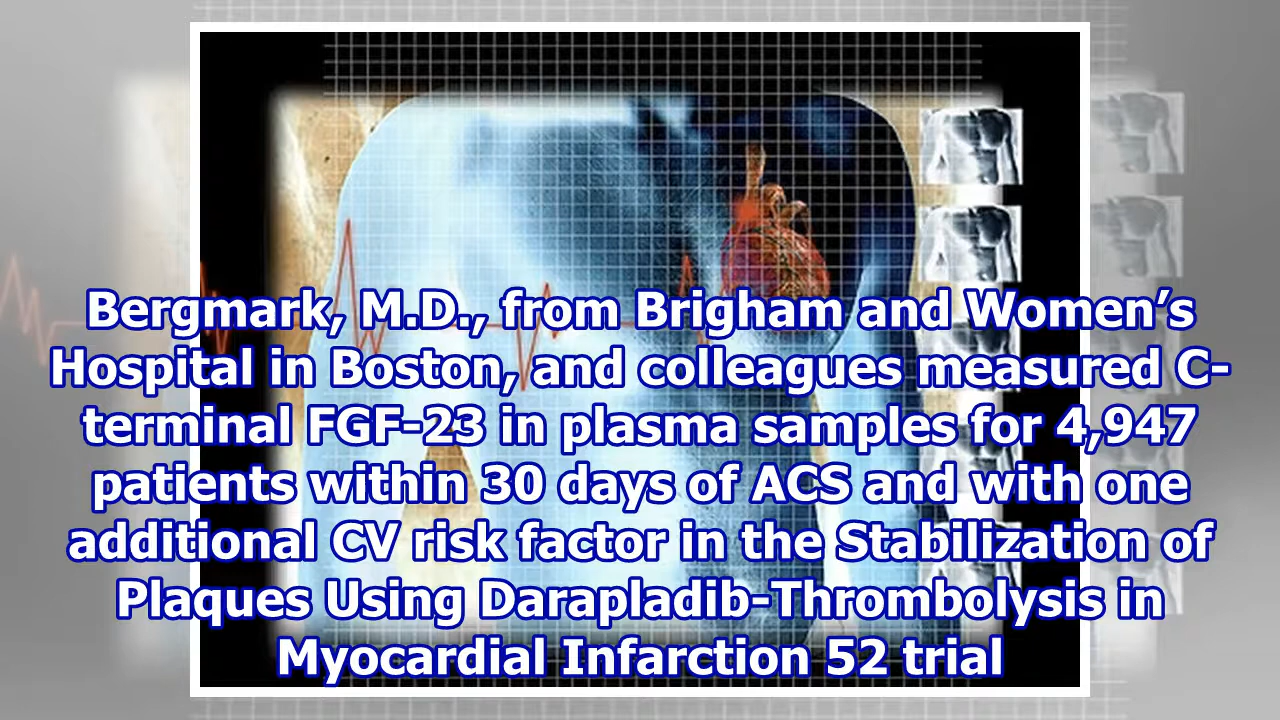 Bergmark, M.D., from Brigham and Women’s
Hospital in Boston, and colleagues measured C-
terminal FGF-23 in plasma samples for 4,947
patients within 30 days of ACS and with one
additional CV risk factor in the Stabilization of
Plaques Using Darapladib-Thrombolysis in
Myocardial Infarction 52 trial